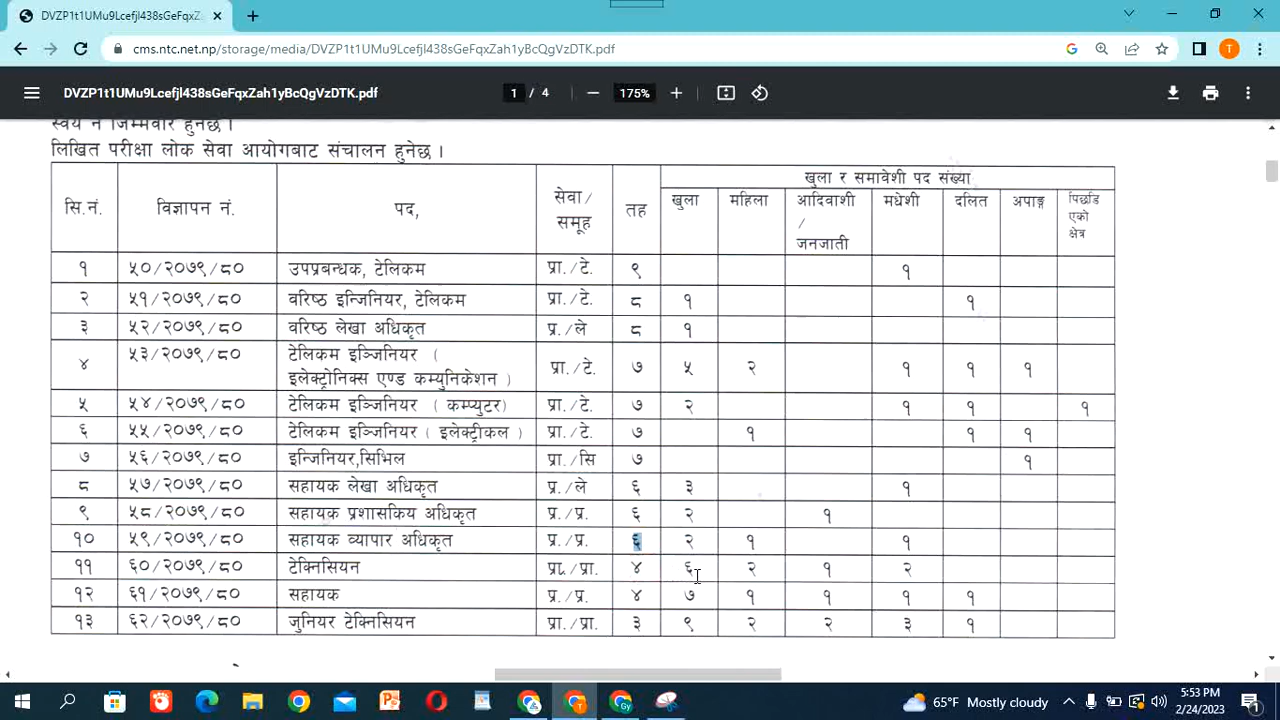 DVZP1t1UMu9LcefjI438sGeFqxZ
cms.ntc.net.np/storage/media/DVZP1t1UMu9LcefjI438sGeFqxZah1yBcQgVzDTK.pdf
T
DVZP1t1UMu9LcefjI438sGeFqxZah1yBcQgVzDTK.pdf
1 / 4
175%
स्वयं नै जिम्मेवार हुनेछ ।
लिखित परीक्षा लोक सेवा आयोगबाट संचालन हुनेछ ।
सि.नं. विज्ञापन नं. पद, सेवा/समूह तह खुला र समावेशी पद संख्या
खुला महिला आदिवाशी / जनजाती मधेशी दलित अपाङ्ग पिछडिएको क्षेत्र
१ ५०/२०७९/८० उपप्रबन्धक, टेलिकम प्रा./टे. ९ १
२ ५१/२०७९/८० वरिष्ठ इन्जिनियर, टेलिकम प्रा./टे. ८ १ १
३ ५२/२०७९/८० वरिष्ठ लेखा अधिकृत प्र./ले ८ १
४ ५३/२०७९/८० टेलिकम इञ्जिनियर ( इलेक्ट्रोनिक्स एण्ड कम्युनिकेशन ) प्रा./टे. ७ ५ २ १ १ १
५ ५४/२०७९/८० टेलिकम इञ्जिनियर ( कम्प्युटर) प्रा./टे. ७ २ १ १ १
६ ५५/२०७९/८० टेलिकम इञ्जिनियर ( इलेक्ट्रीकल ) प्रा./टे. ७ १ १ १
७ ५६/२०७९/८० इन्जिनियर,सिभिल प्रा./सि ७ १
८ ५७/२०७९/८० सहायक लेखा अधिकृत प्र./ले ६ ३ १
९ ५८/२०७९/८० सहायक प्रशासकिय अधिकृत प्र./प्र. ६ २ १
१० ५९/२०७९/८० सहायक व्यापार अधिकृत प्र./प्र. ६ २ १ १
११ ६०/२०७९/८० टेक्निसियन प्रा./प्रा. ४ ६ २ १ २
१२ ६१/२०७९/८० सहायक प्र./प्र. ४ ७ १ १ १ १
१३ ६२/२०७९/८० जुनियर टेक्निसियन प्रा./प्रा. ३ ९ २ २ ३ १
65°F Mostly cloudy
5:53 PM
2/24/2023